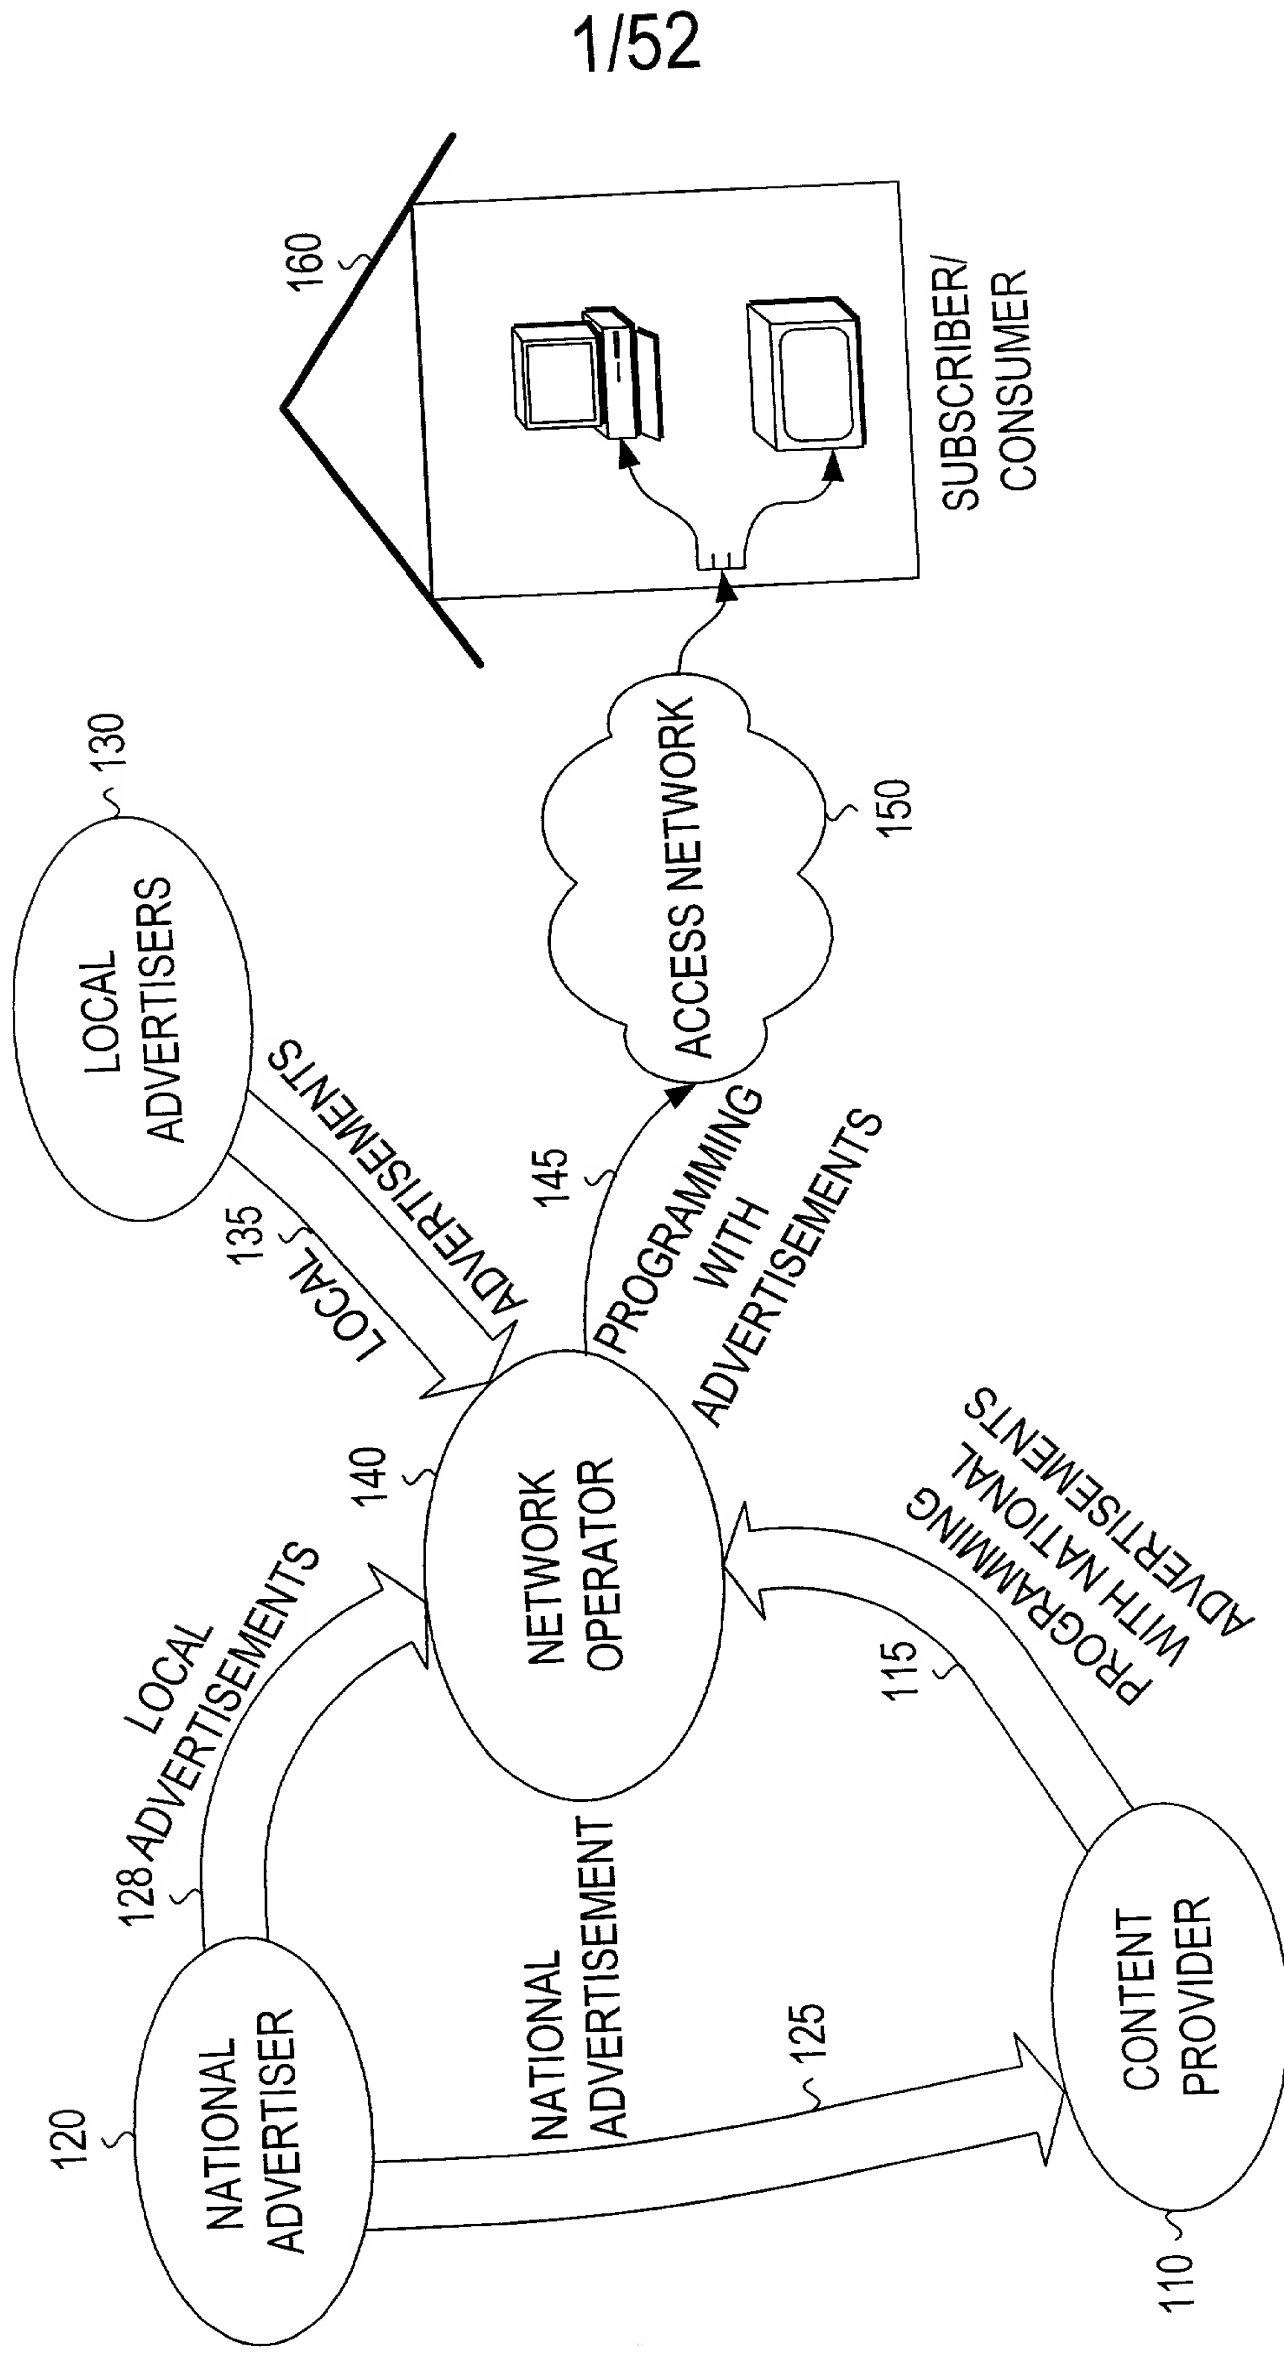 1/52
120
NATIONAL
ADVERTISER
128
LOCAL
ADVERTISEMENTS
NATIONAL
ADVERTISEMENT
125
110
CONTENT
PROVIDER
115
PROGRAMMING
WITH NATIONAL
ADVERTISEMENTS
140
NETWORK
OPERATOR
130
LOCAL
ADVERTISERS
135
LOCAL
ADVERTISEMENTS
145
PROGRAMMING
WITH
ADVERTISEMENTS
ACCESS NETWORK
150
160
SUBSCRIBER/
CONSUMER